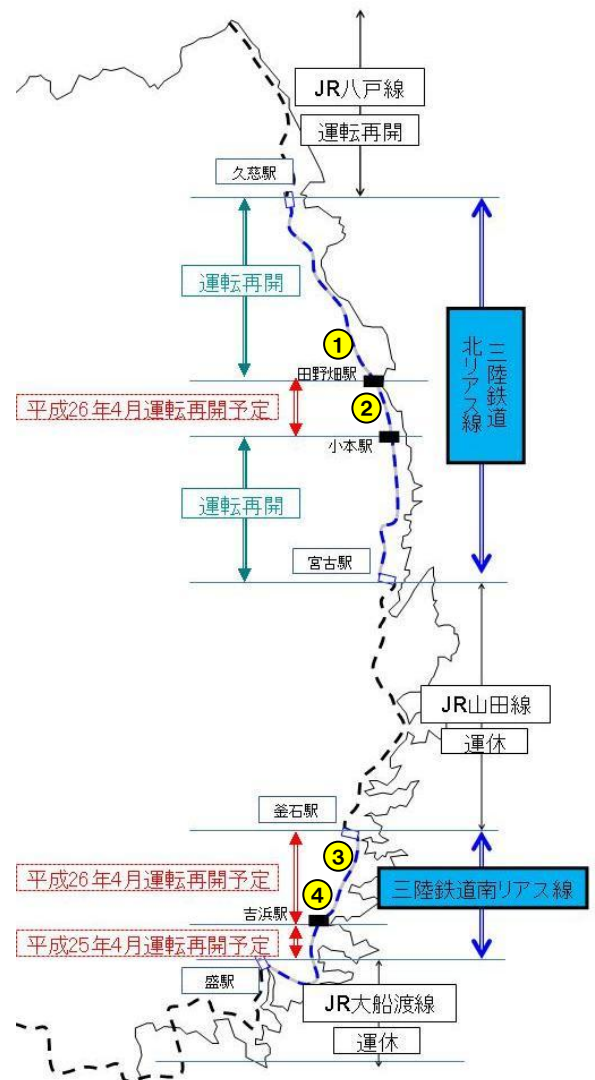 JR八戸線
運転再開
久慈駅
運転再開
三陸鉄道
北リアス線
①
田野畑駅
②
平成26年4月運転再開予定
小本駅
運転再開
宮古駅
JR山田線
運休
釜石駅
③
平成26年4月運転再開予定
④
三陸鉄道南リアス線
吉浜駅
平成25年4月運転再開予定
盛駅
JR大船渡線
運休